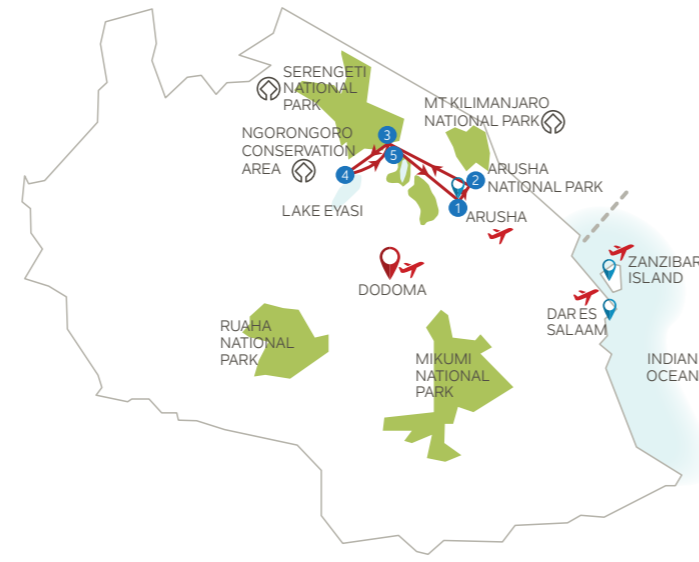 SERENGETI
NATIONAL
PARK
MT KILIMANJARO
NATIONAL PARK
NGORONGORO
CONSERVATION
AREA
3
5
4
2
1
ARUSHA
NATIONAL PARK
LAKE EYASI
ARUSHA
ZANZIBAR
ISLAND
DODOMA
DAR ES
SALAAM
RUAHA
NATIONAL
PARK
MIKUMI
NATIONAL
PARK
INDIAN
OCEAN